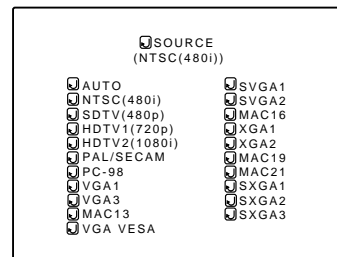 SOURCE
(NTSC(480i))
AUTO
NTSC(480i)
SDTV(480p)
HDTV1(720p)
HDTV2(1080i)
PAL/SECAM
PC-98
VGA1
VGA3
MAC13
VGA VESA
SVGA1
SVGA2
MAC16
XGA1
XGA2
MAC19
MAC21
SXGA1
SXGA2
SXGA3